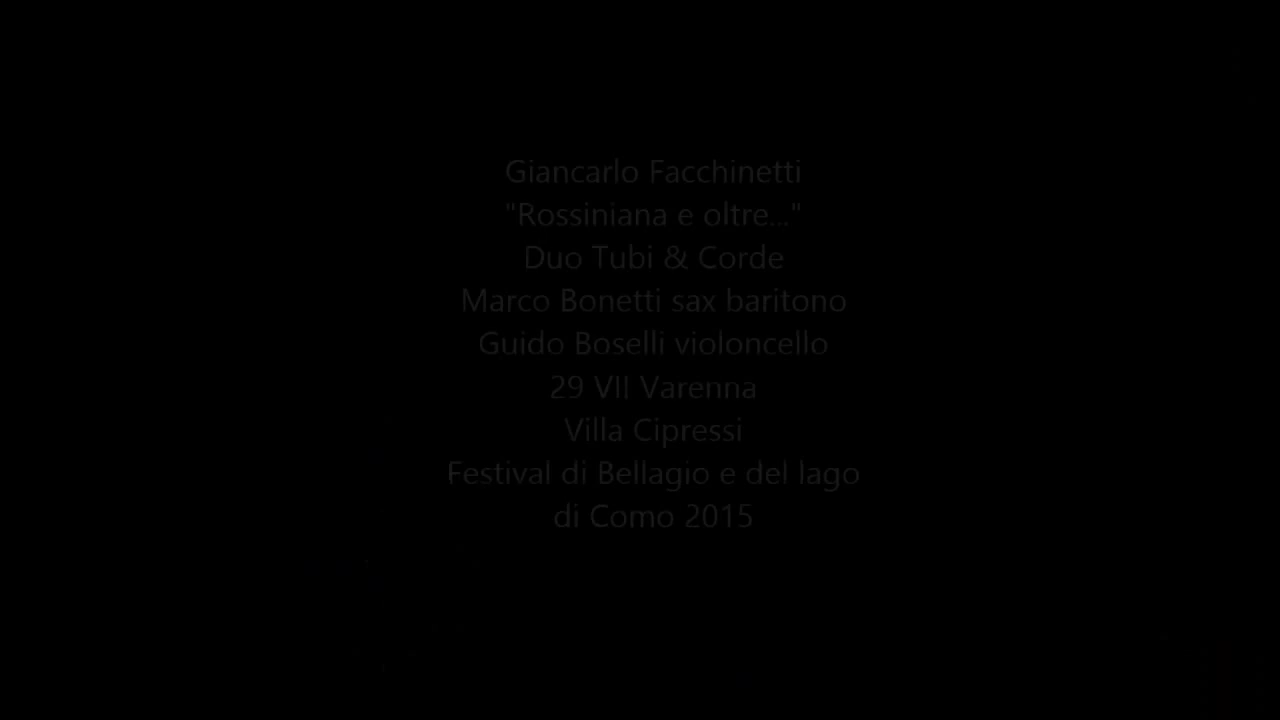 Giancarlo Facchinetti
"Rossiniana e oltre..."
Duo Tubi & Corde
Marco Bonetti sax baritono
Guido Boselli violoncello
29 VII Varenna
Villa Cipressi
Festival di Bellagio e del lago
di Como 2015